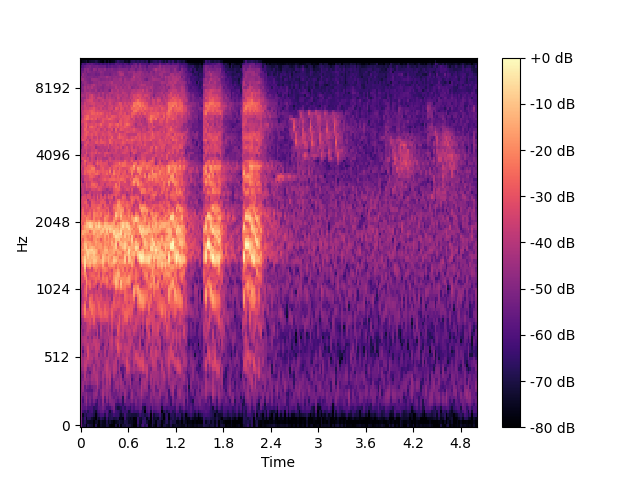 +0 dB
8192
-10 dB
4096
-20 dB
-30 dB
2048
-40 dB
Hz
1024
-50 dB
-60 dB
512
-70 dB
0
-80 dB
0 0.6 1.2 1.8 2.4 3 3.6 4.2 4.8
Time